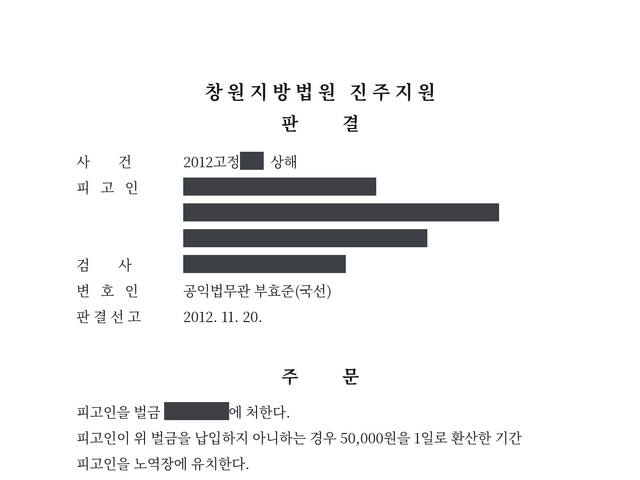 창원지방법원 진주지원
판 결
사 건 2012고정 상해
피 고 인
검 사
변 호 인 공익법무관 부효준(국선)
판결선고 2012. 11. 20.
주 문
피고인을 벌금 에 처한다.
피고인이 위 벌금을 납입하지 아니하는 경우 50,000원을 1일로 환산한 기간
피고인을 노역장에 유치한다.